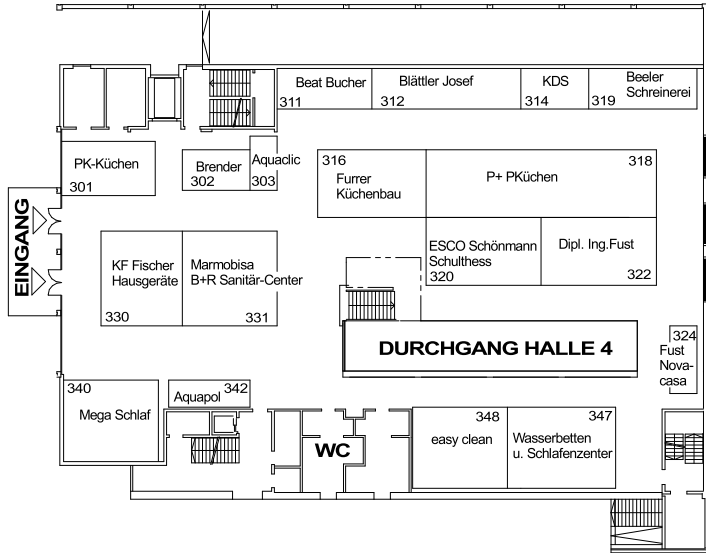 Beat Bucher
311
Blättler Josef
312
KDS
314
Beeler
Schreinerei
319
PK-Küchen
301
Brender
302
Aquaclic
303
316
Furrer
Küchenbau
318
P+ PKüchen
EINGANG
KF Fischer
Hausgeräte
330
Marmobisa
B+R Sanitär-Center
331
ESCO Schönmann
Schulthess
320
Dipl. Ing.Fust
322
DURCHGANG HALLE 4
324
Fust
Nova-
casa
340
Mega Schlaf
342
Aquapol
WC
348
easy clean
347
Wasserbetten
u. Schlafenzenter